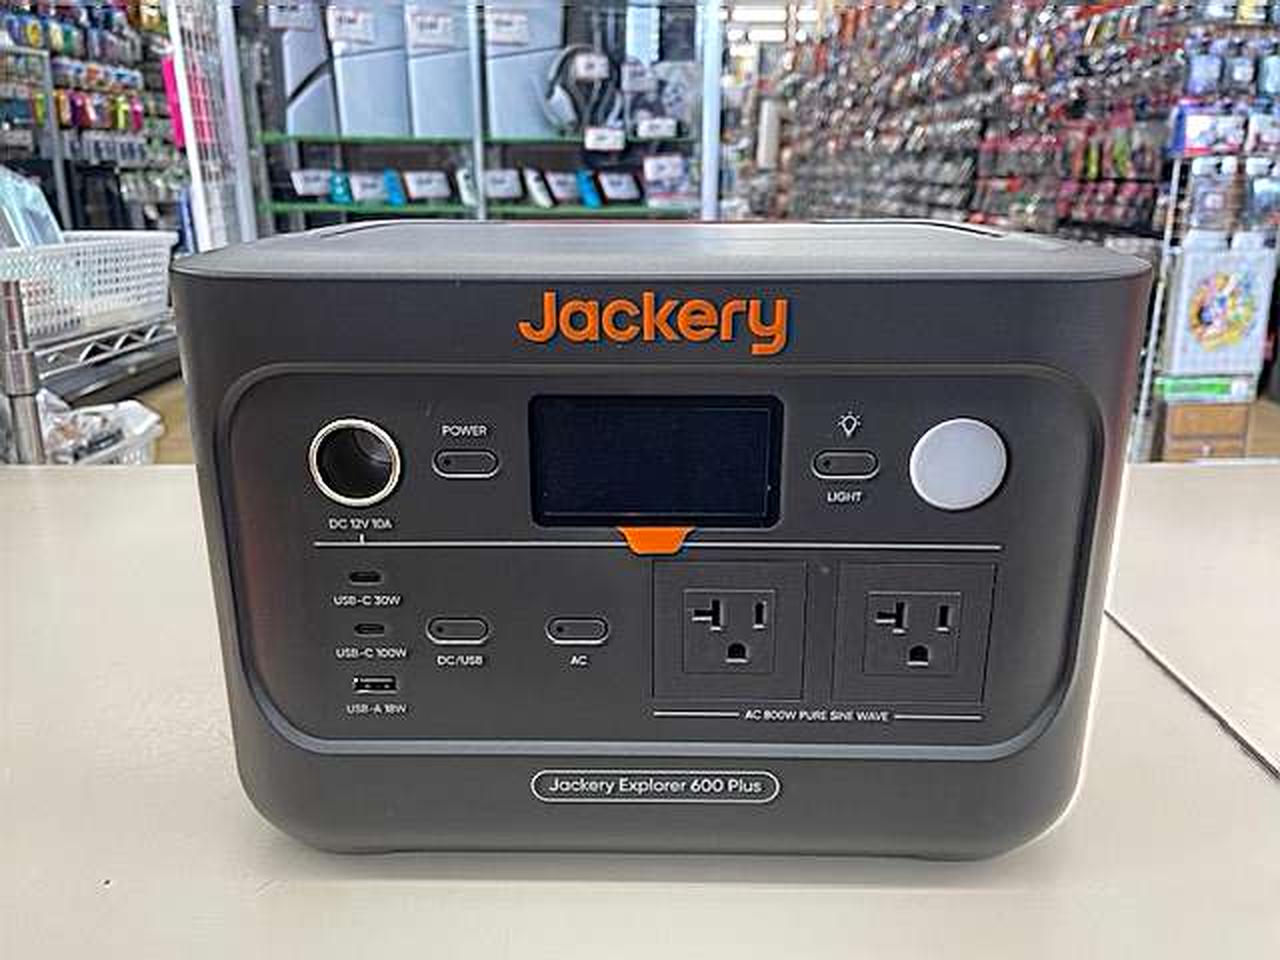 Jackery
POWER
LIGHT
DC 12V 10A
USB-C 30W
USB-C 100W
DC/USB
AC
USB-A 18W
AC 800W PURE SINE WAVE
Jackery Explorer 600 Plus